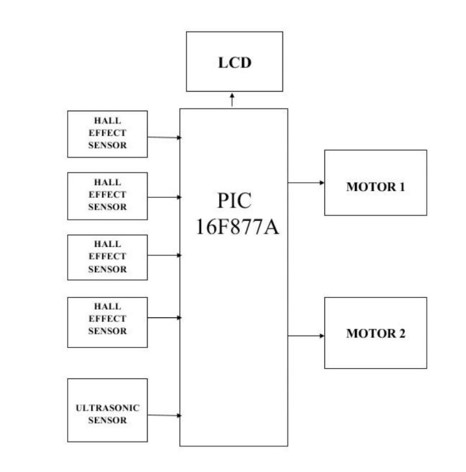 LCD
HALL
EFFECT
SENSOR
HALL
EFFECT
SENSOR
HALL
EFFECT
SENSOR
HALL
EFFECT
SENSOR
ULTRASONIC
SENSOR
PIC
16F877A
MOTOR 1
MOTOR 2